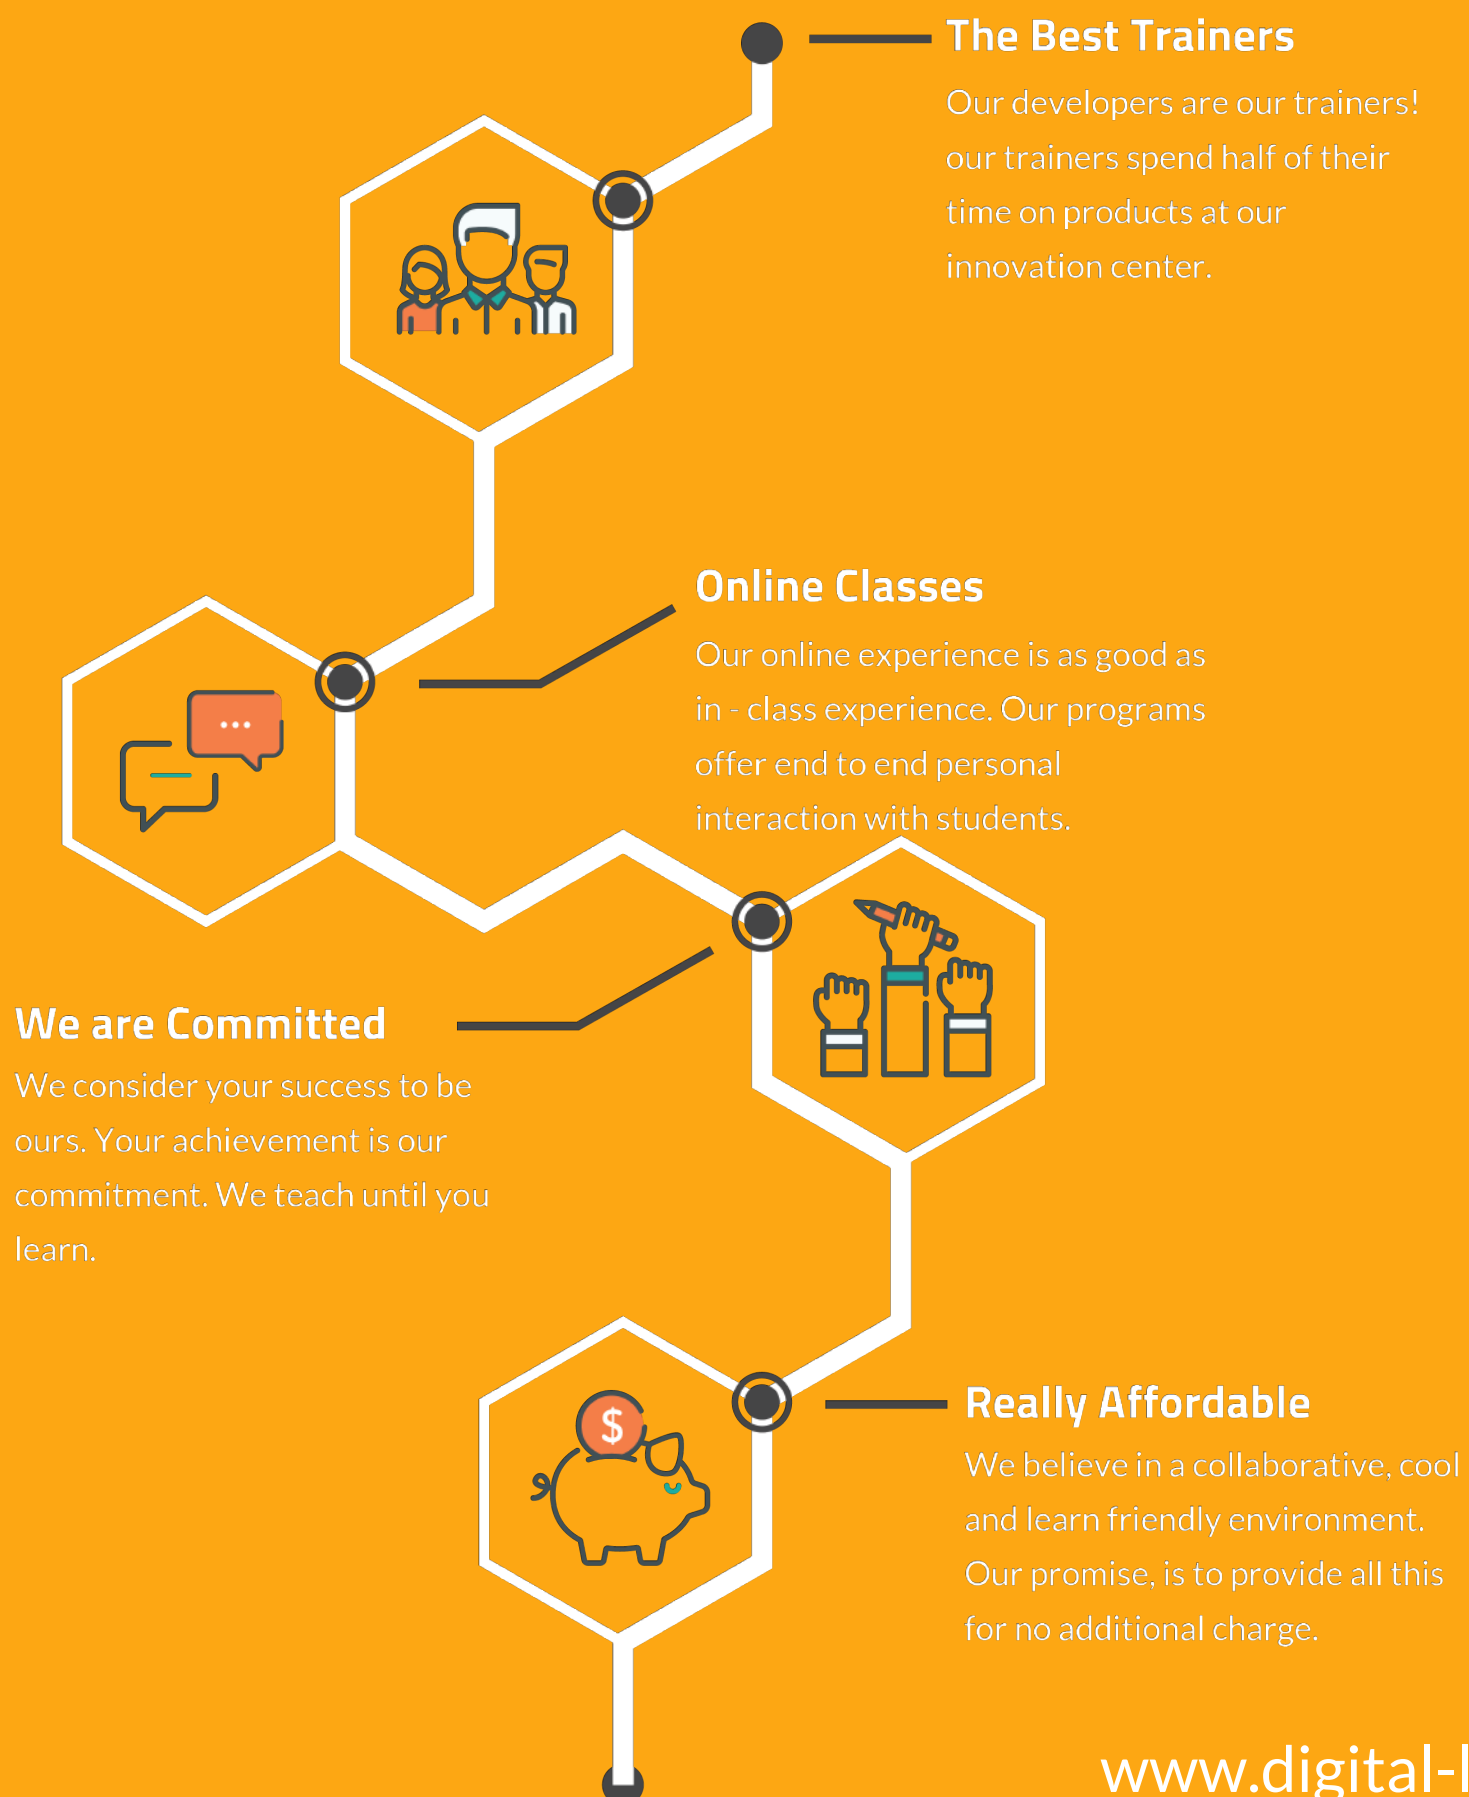 The Best Trainers
Our developers are our trainers!
our trainers spend half of their
time on products at our
innovation center.
Online Classes
Our online experience is as good as
in - class experience. Our programs
offer end to end personal
interaction with students.
We are Committed
We consider your success to be
ours. Your achievement is our
commitment. We teach until you
learn.
$
Really Affordable
We believe in a collaborative, cool
and learn friendly environment.
Our promise, is to provide all this
for no additional charge.
www.digital-l